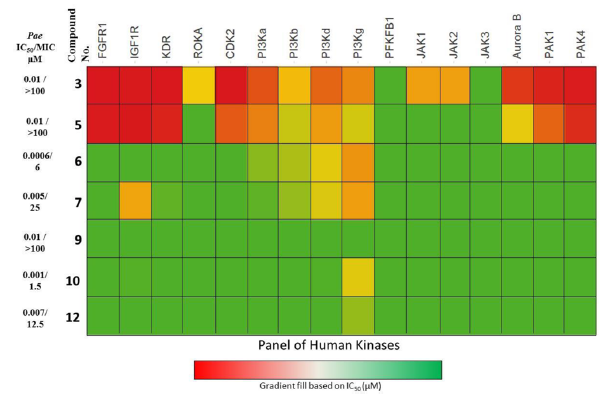 Pae
IC50/MIC
µM
Compound
No.
FGFR1
IGF1R
KDR
ROKA
CDK2
PI3Ka
PI3Kb
PI3Kd
PI3Kg
PFKFB1
JAK1
JAK2
JAK3
Aurora B
PAK1
PAK4
0.01 /
>100
3
0.01 /
>100
5
0.0006/
6
6
0.005/
25
7
0.01 /
>100
9
0.001/
1.5
10
0.007/
12.5
12
Panel of Human Kinases
Gradient fill based on IC50 (µM)